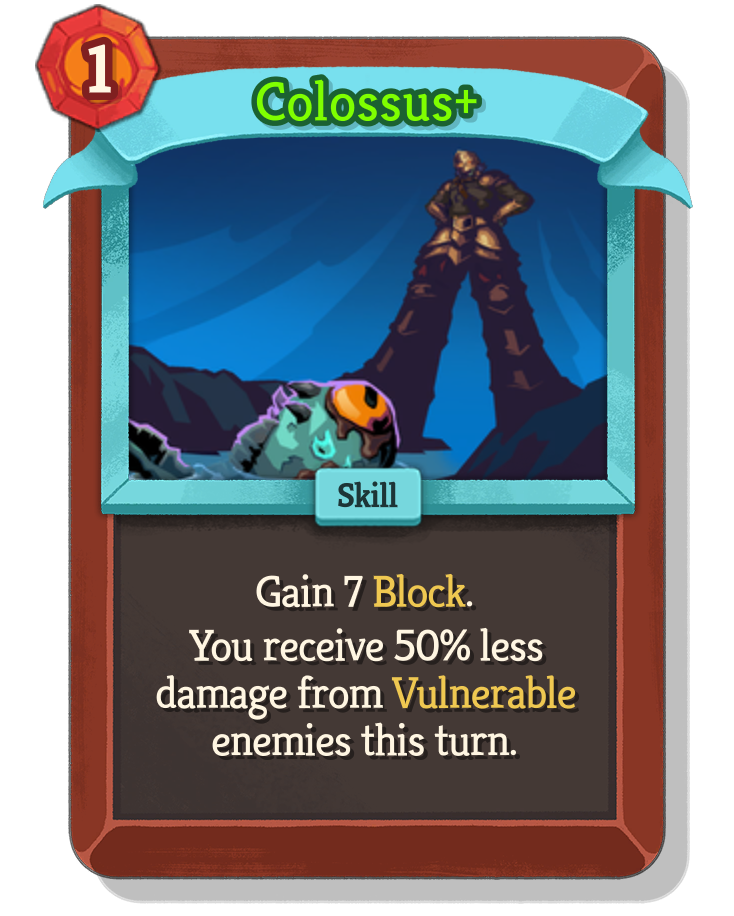 1
Colossus+
Skill
Gain 7 Block.
You receive 50% less
damage from Vulnerable
enemies this turn.